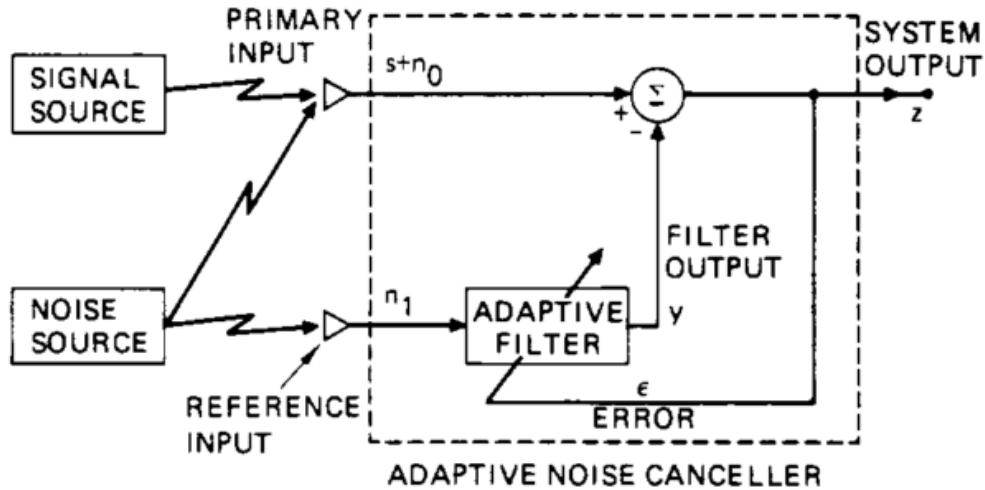 PRIMARY
INPUT
SYSTEM
OUTPUT
SIGNAL
SOURCE
s+n0
+
Σ
-
z
FILTER
OUTPUT
NOISE
SOURCE
n1
ADAPTIVE
FILTER
y
ϵ
ERROR
REFERENCE
INPUT
ADAPTIVE NOISE CANCELLER